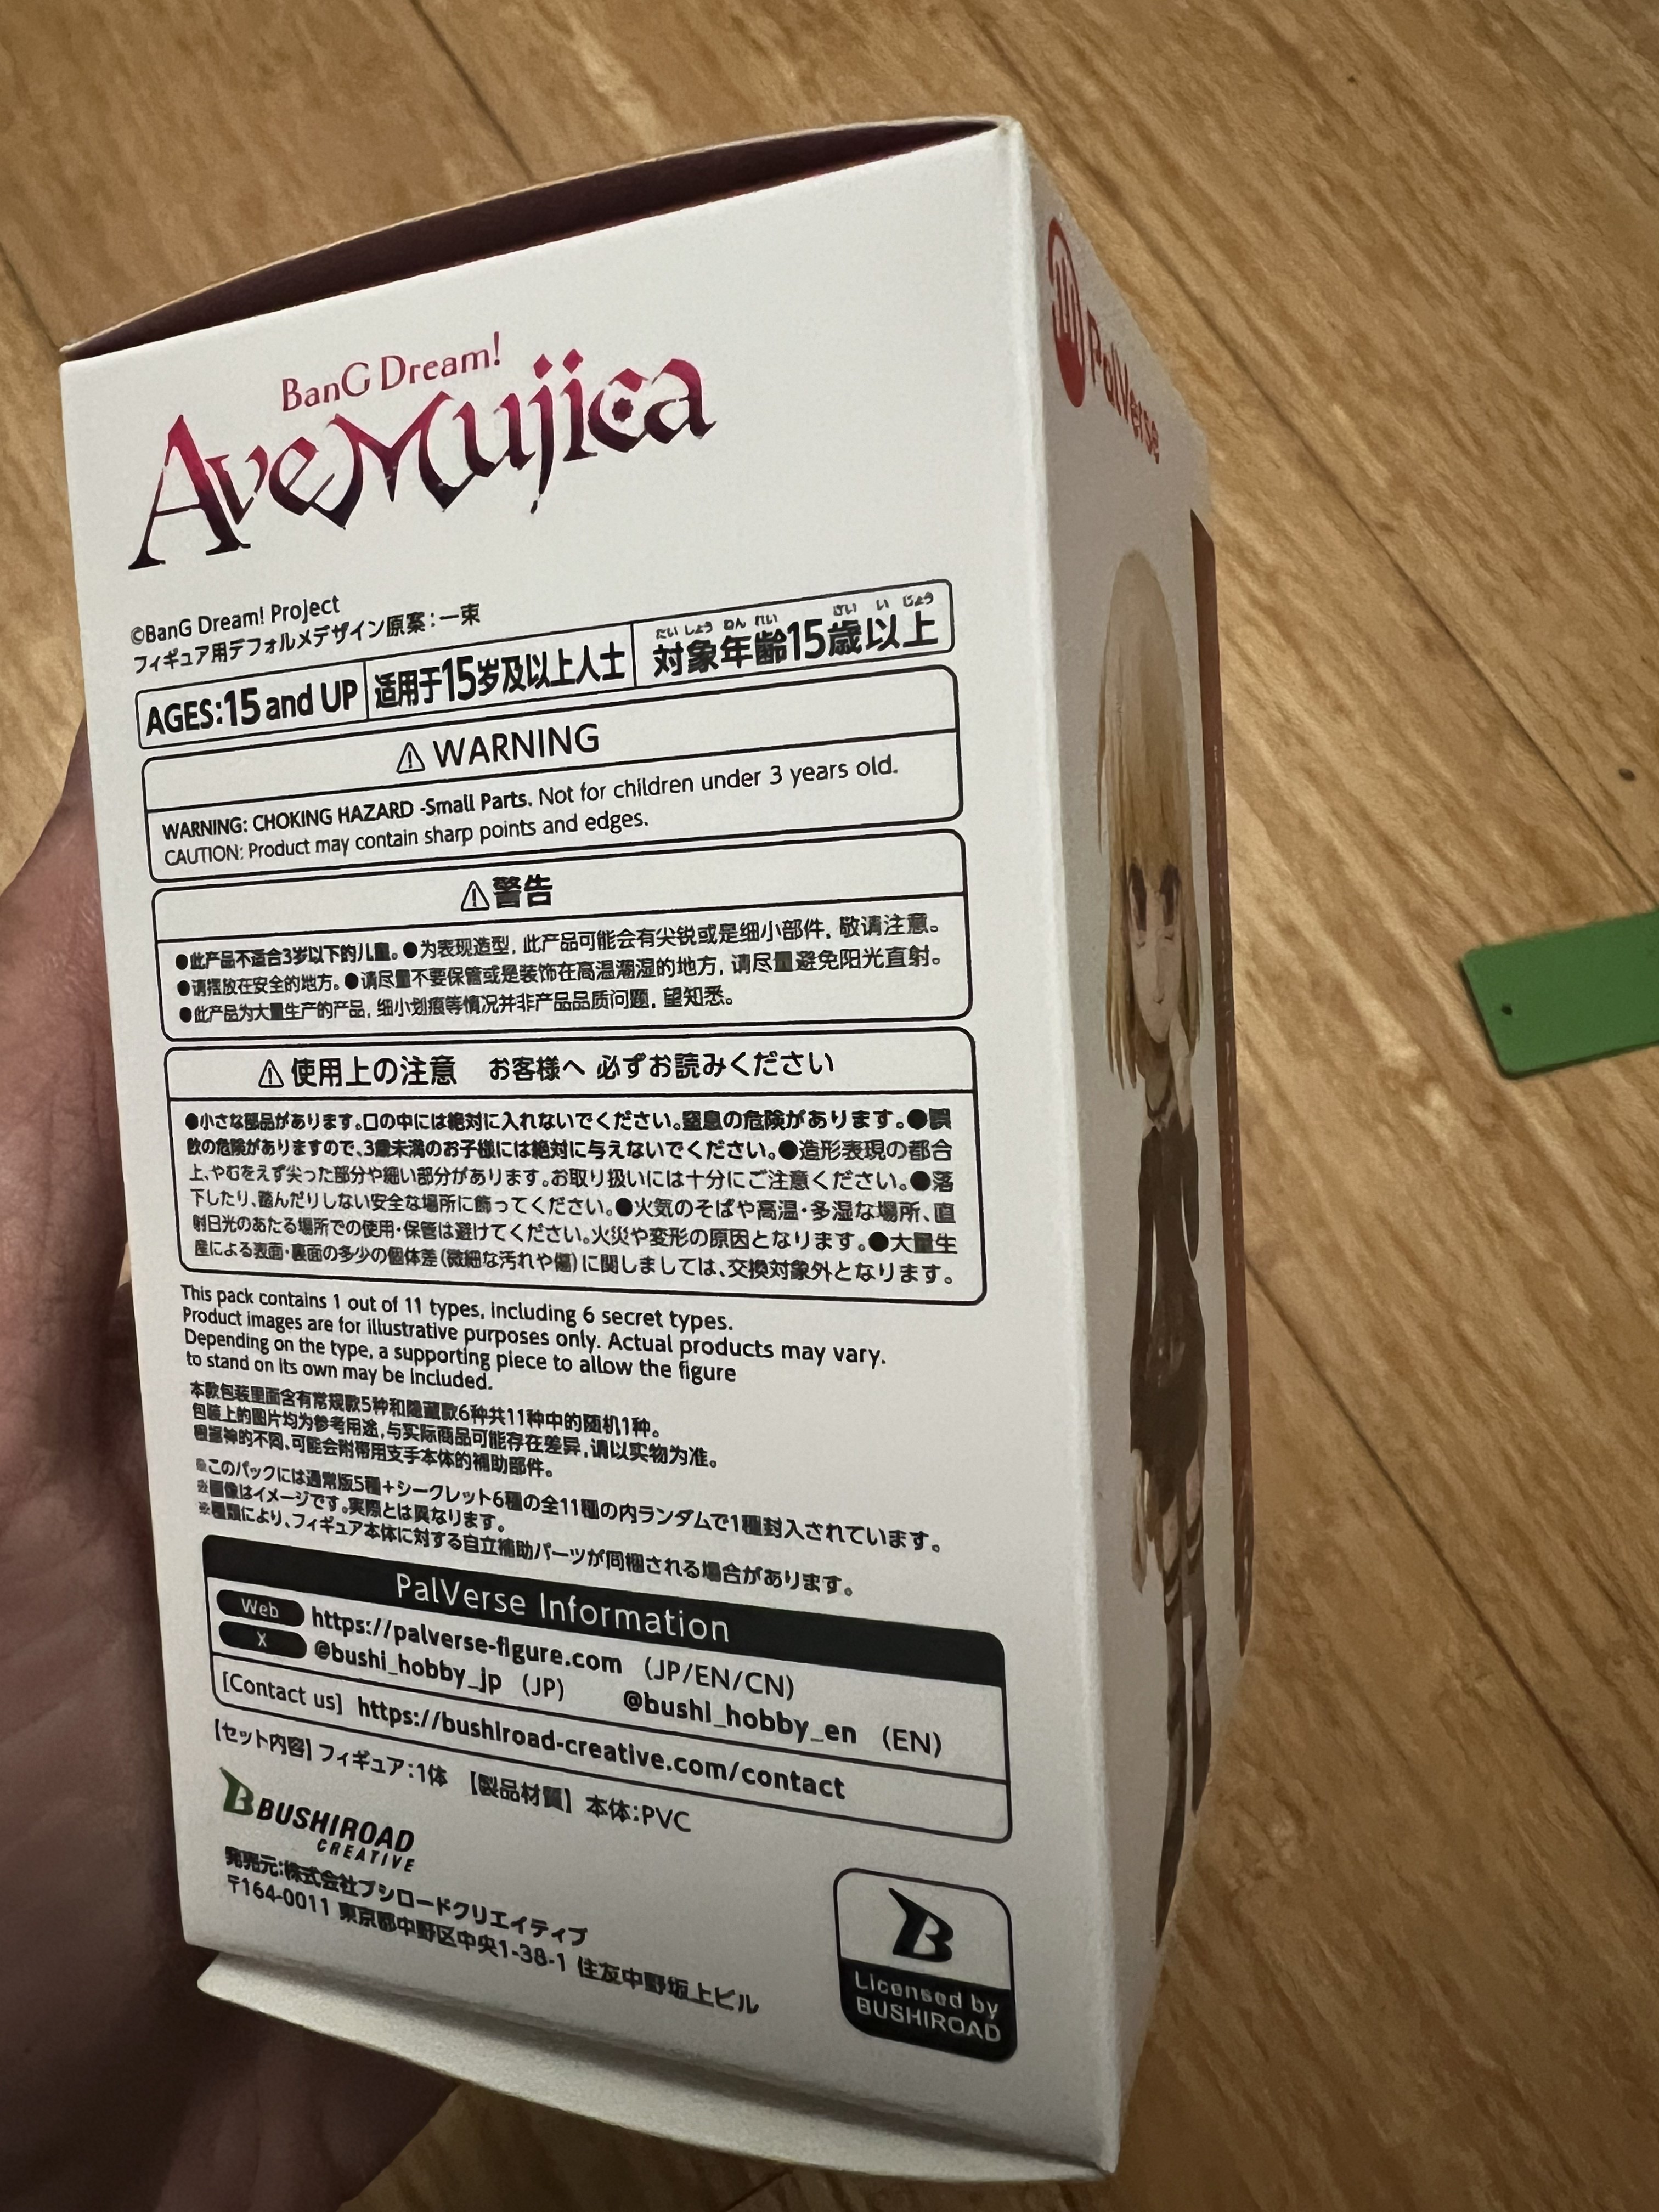 BanG Dream!
AveMujica
©BanG Dream! Project
フィギュア用デフォルメデザイン原案：一束
AGES:15 and UP
适用于15岁及以上人士
たいしょうねんれい さい いじょう
対象年齢15歳以上
⚠ WARNING
WARNING: CHOKING HAZARD -Small Parts. Not for children under 3 years old.
CAUTION: Product may contain sharp points and edges.
⚠警告
●此产品不适合3岁以下的儿童。●为表现造型, 此产品可能会有尖锐或是细小部件, 敬请注意。
●请摆放在安全的地方。●请尽量不要保管或是装饰在高温潮湿的地方, 请尽量避免阳光直射。
●此产品为大量生产的产品, 细小划痕等情况并非产品品质问题, 望知悉。
⚠使用上の注意 お客様へ 必ずお読みください
●小さな部品があります。口の中には絶対に入れないでください。窒息の危険があります。●誤
飲の危険がありますので、3歳未満のお子様には絶対に与えないでください。●造形表現の都合
上、やむをえず尖った部分や細い部分があります。お取り扱いには十分にご注意ください。●落
下したり、踏んだりしない安全な場所に飾ってください。●火気のそばや高温・多湿な場所、直
射日光のあたる場所での使用・保管は避けてください。火災や変形の原因となります。●大量生
産による表面・裏面の多少の個体差（微細な汚れや傷）に関しましては、交換対象外となります。
This pack contains 1 out of 11 types, including 6 secret types.
Product images are for illustrative purposes only. Actual products may vary.
Depending on the type, a supporting piece to allow the figure
to stand on its own may be included.
本款包装里面含有常规款5种和隐藏款6种共11种中的随机1种。
包装上的图片均为参考用途,与实际商品可能存在差异,请以实物为准。
的不同,可能会附带用支手本体的補助部件。
※このパックには通常版5種＋シークレット6種の全11種の内ランダムで1種封入されています。
※画像はイメージです。実際とは異なります。
※種類により、フィギュア本体に対する自立補助パーツが同梱される場合があります。
PalVerse Information
Web https://palverse-figure.com (JP/EN/CN)
X @bushi_hobby_jp (JP) @bushi_hobby_en (EN)
[Contact us] https://bushiroad-creative.com/contact
【セット内容】フィギュア：1体 【製品材質】本体：PVC
BUSHIROAD
CREATIVE
発売元：株式会社ブシロードクリエイティブ
〒164-0011 東京都中野区中央1-38-1 住友中野坂上ビル
B
Licensed by
BUSHIROAD
PalVerse